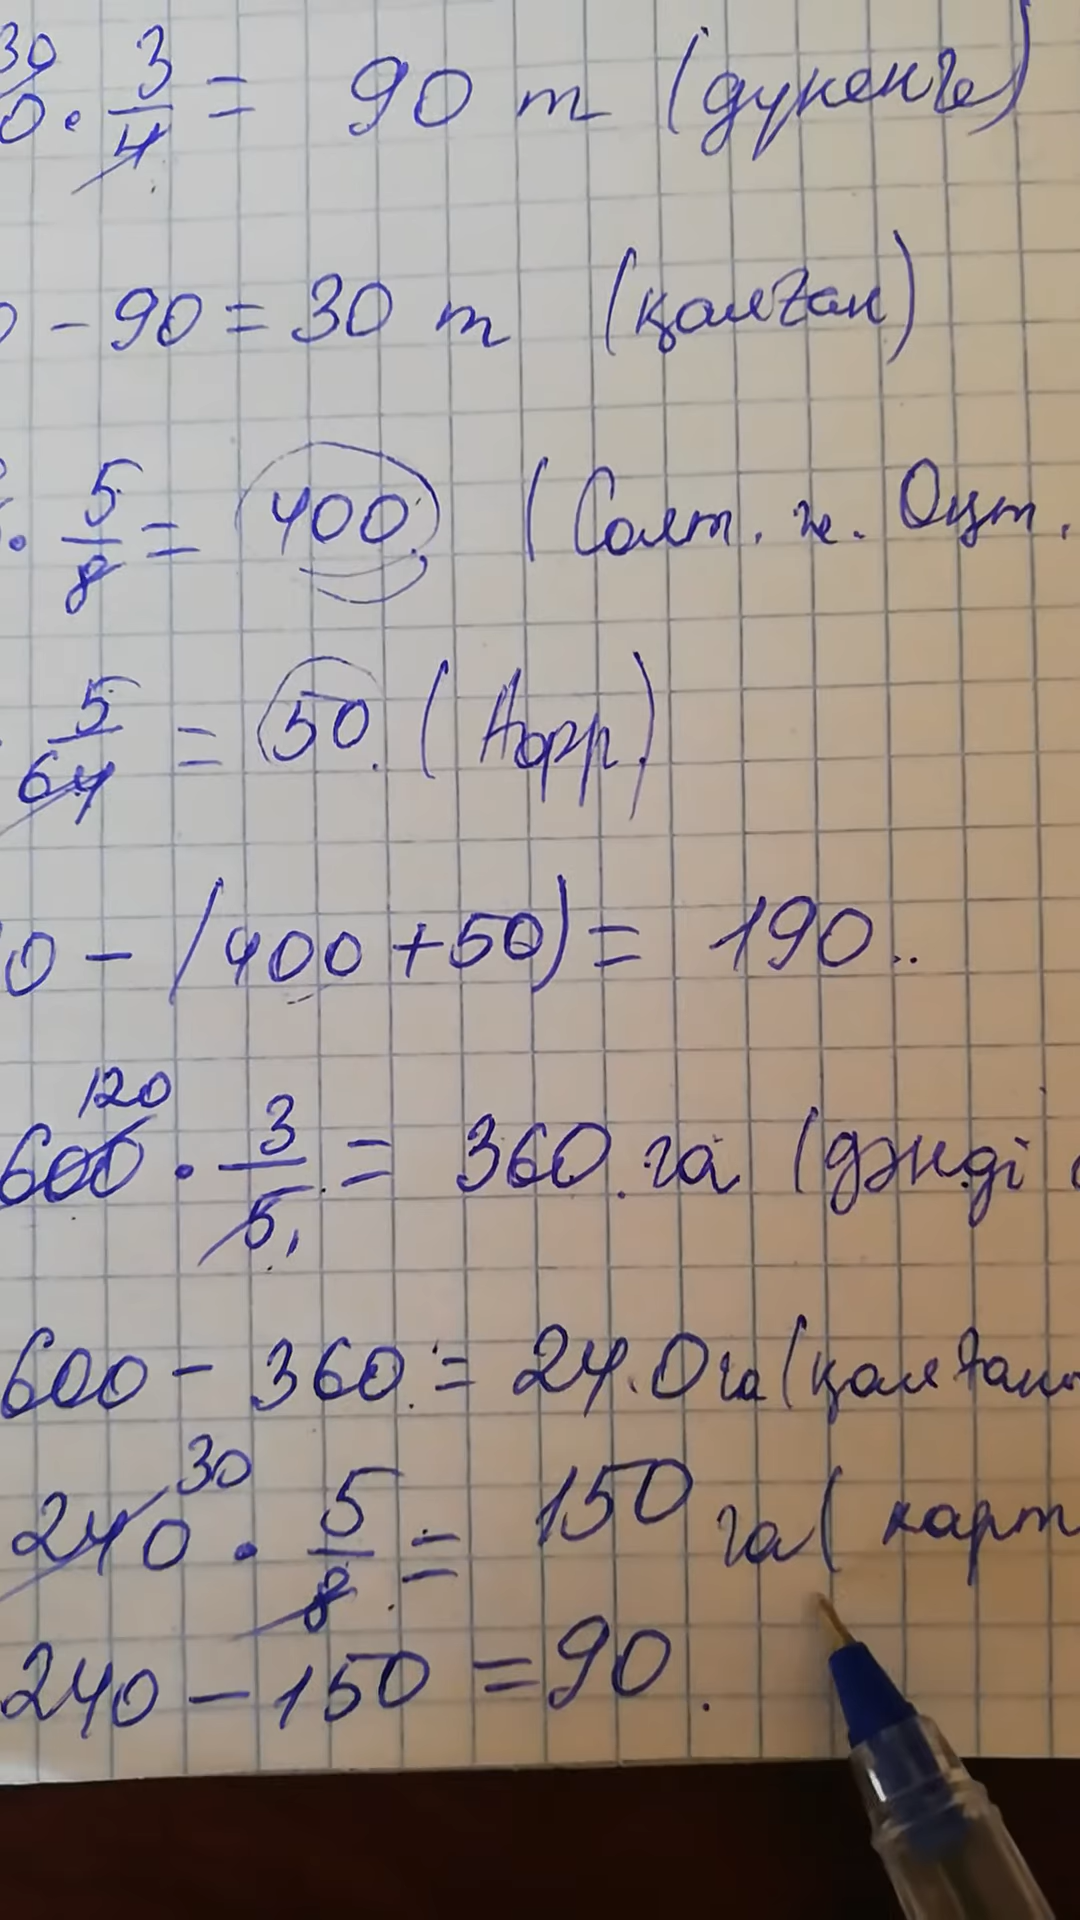 30
0 · 3/4 = 90 т (дүкенге)
0 - 90 = 30 т (қалған)
· 5/8 = 400. (Солт. ж. Оңт.
5/64 = 50. (Афр.)
0 - (400 + 50) = 190..
120
600 · 3/5 = 360.га (дәнді
600 - 360 = 240 га (қалған
30
240 · 5/8 = 150 га (карт
240 - 150 = 90.